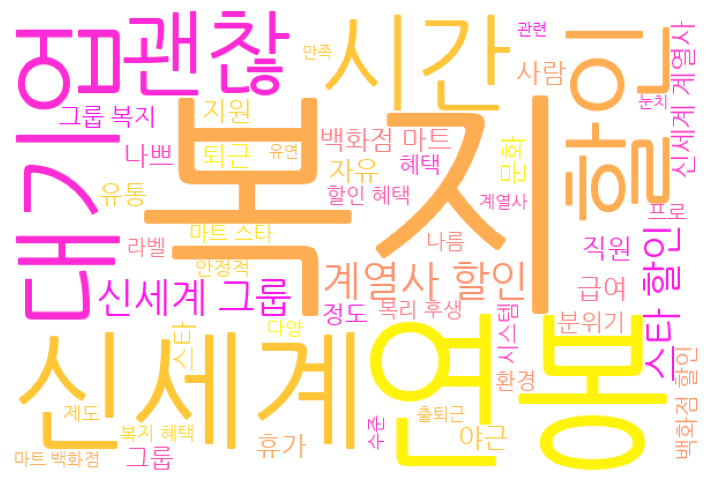 대기업
괜찮
시간
할인
관련
만족
사람
신세계 계열사
눈치
그룹 복지
지원
복지
백화점 마트
나쁘
퇴근
유연
자유
혜택
문화
유통
할인 혜택
계열사
프로
마트 스타
라벨
나름
직원
안정적
계열사 할인
급여
스타 할인
신세계 그룹
정도
복리 후생
시스템
분위기
신세계
스타
다양
연봉
환경
백화점 할인
제도
복지 혜택
휴가
수준
출퇴근
야근
마트 백화점
그룹